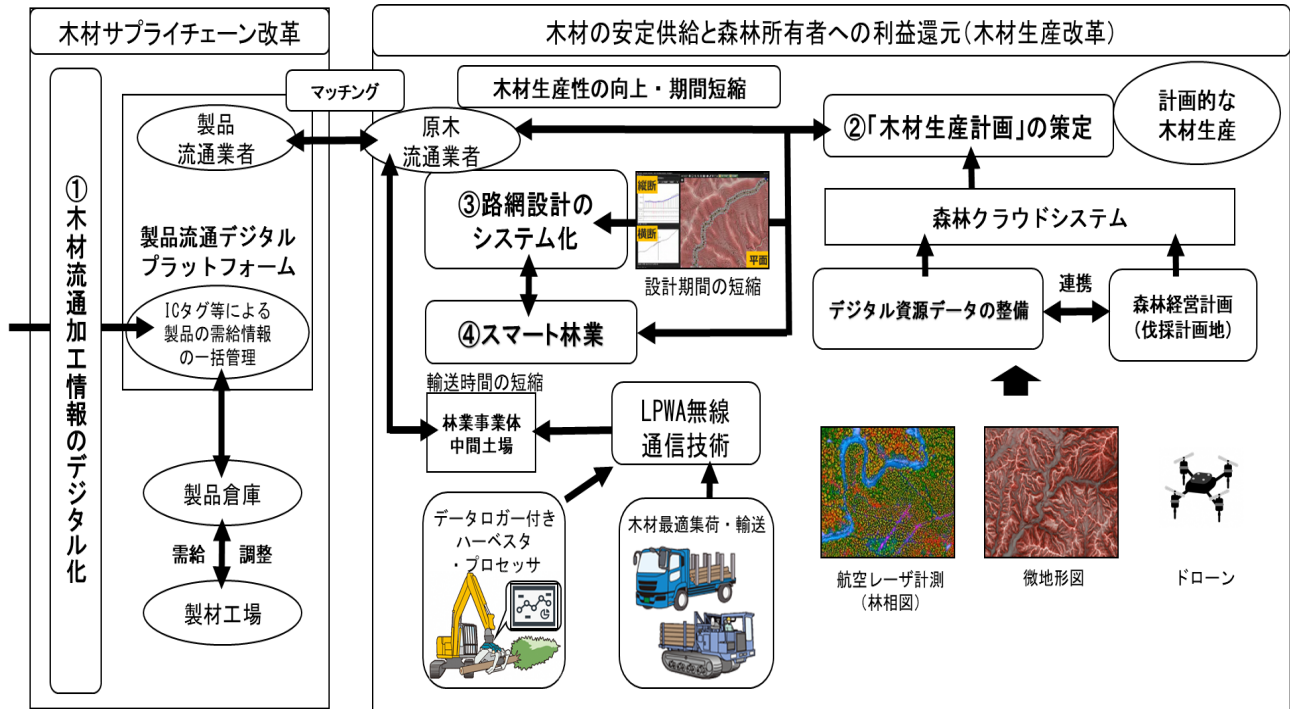 木材サプライチェーン改革
①木材流通加工情報のデジタル化
マッチング
製品
流通業者
製品流通デジタル
プラットフォーム
ICタグ等による
製品の需給情報
の一括管理
製品倉庫
需給 調整
製材工場
木材の安定供給と森林所有者への利益還元(木材生産改革)
木材生産性の向上・期間短縮
原木
流通業者
②「木材生産計画」の策定
計画的な
木材生産
③路網設計の
システム化
縦断
横断
平面
設計期間の短縮
④スマート林業
輸送時間の短縮
林業事業体
中間土場
LPWA無線
通信技術
データロガー付き
ハーベスタ
・プロセッサ
木材最適集荷・輸送
森林クラウドシステム
デジタル資源データの整備
連携
森林経営計画
(伐採計画地)
航空レーザ計測
(林相図)
微地形図
ドローン